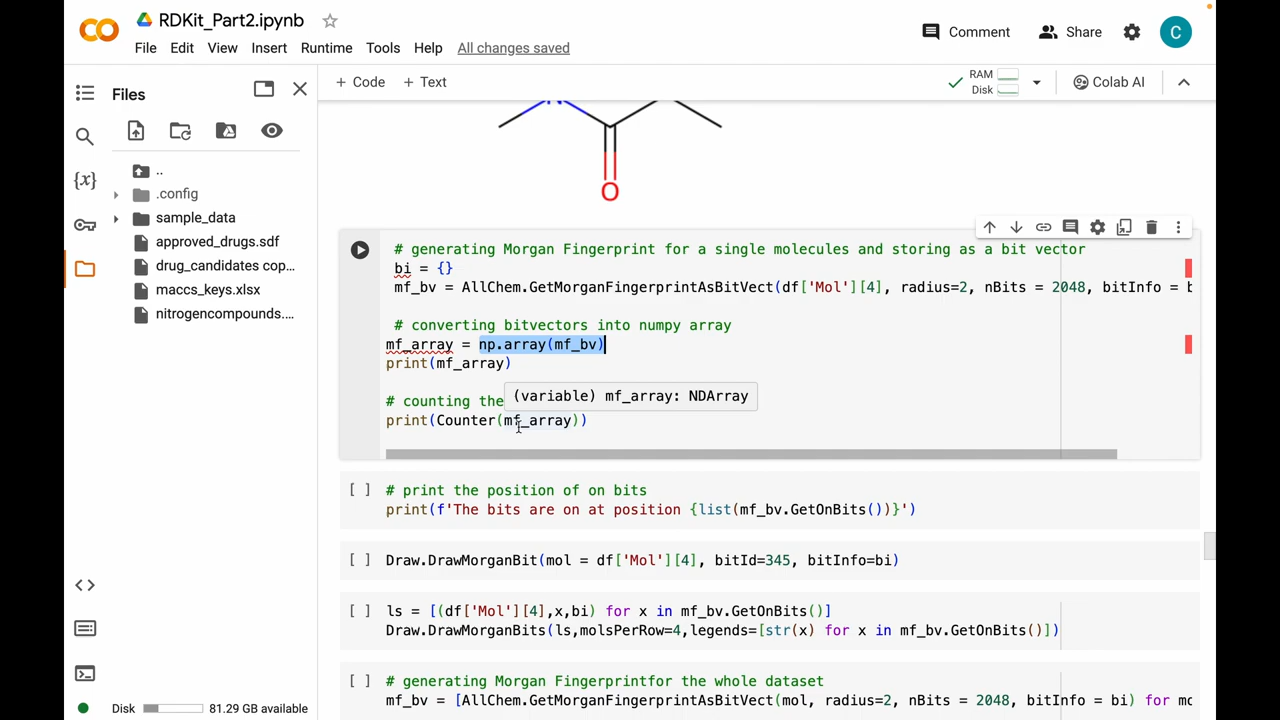 RDKit_Part2.ipynb
File Edit View Insert Runtime Tools Help All changes saved
Comment Share C
Files
+ Code + Text
RAM
Disk
Colab AI
{x}
..
.config
sample_data
approved_drugs.sdf
drug_candidates cop...
maccs_keys.xlsx
nitrogencompounds....
Disk 81.29 GB available
N
O
# generating Morgan Fingerprint for a single molecules and storing as a bit vector
bi = {}
mf_bv = AllChem.GetMorganFingerprintAsBitVect(df['Mol'][4], radius=2, nBits = 2048, bitInfo = b
# converting bitvectors into numpy array
mf_array = np.array(mf_bv)
print(mf_array)
(variable) mf_array: NDArray
# counting the
print(Counter(mf_array))
[ ] # print the position of on bits
print(f'The bits are on at position {list(mf_bv.GetOnBits())}')
[ ] Draw.DrawMorganBit(mol = df['Mol'][4], bitId=345, bitInfo=bi)
[ ] ls = [(df['Mol'][4],x,bi) for x in mf_bv.GetOnBits()]
Draw.DrawMorganBits(ls,molsPerRow=4,legends=[str(x) for x in mf_bv.GetOnBits()])
[ ] # generating Morgan Fingerprintfor the whole dataset
mf_bv = [AllChem.GetMorganFingerprintAsBitVect(mol, radius=2, nBits = 2048, bitInfo = bi) for mo